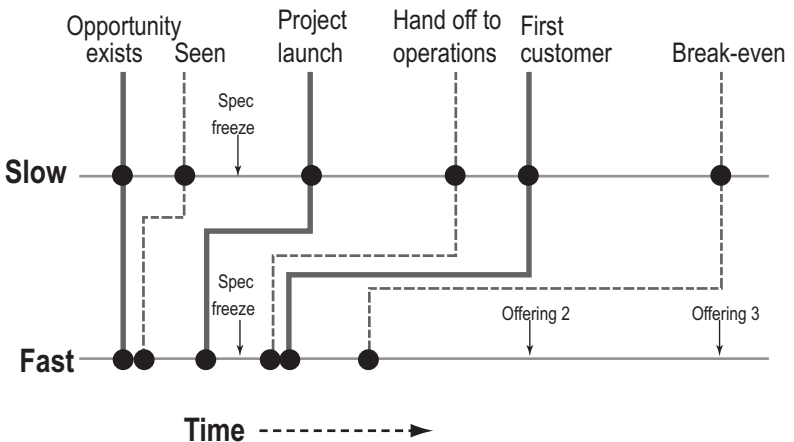 Opportunity
exists
Seen
Project
launch
Hand off to
operations
First
customer
Break-even
Spec
freeze
Slow
Spec
freeze
Offering 2
Offering 3
Fast
Time